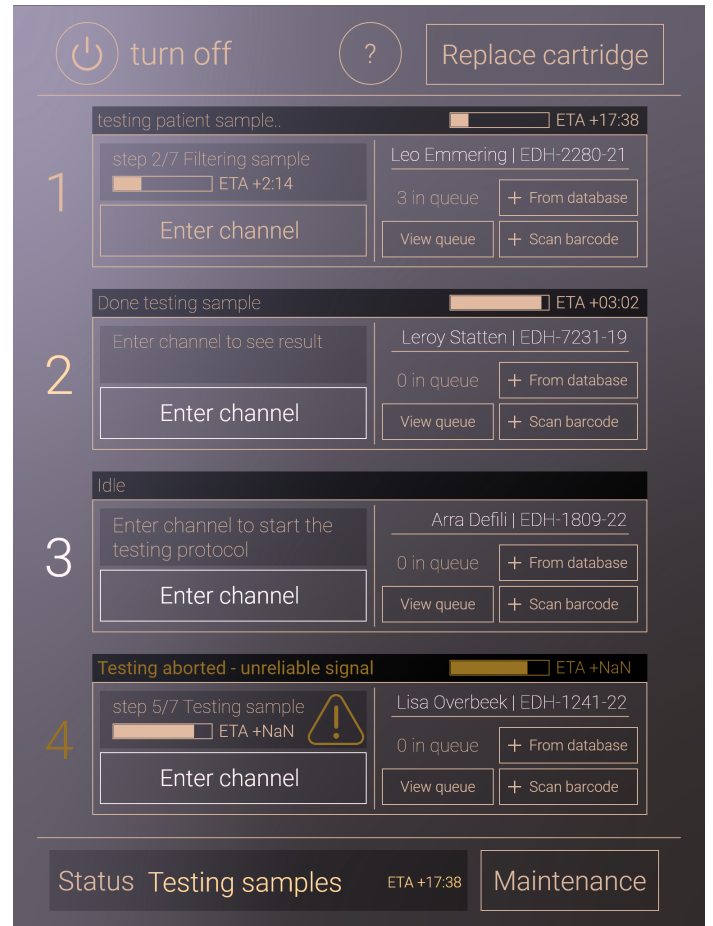 turn off
?
Replace cartridge
1
testing patient sample..
ETA +17:38
step 2/7 Filtering sample
ETA +2:14
Enter channel
Leo Emmering | EDH-2280-21
3 in queue
+ From database
View queue
+ Scan barcode
2
Done testing sample
ETA +03:02
Enter channel to see result
Enter channel
Leroy Statten | EDH-7231-19
0 in queue
+ From database
View queue
+ Scan barcode
3
Idle
Enter channel to start the
testing protocol
Enter channel
Arra Defili | EDH-1809-22
0 in queue
+ From database
View queue
+ Scan barcode
4
Testing aborted - unreliable signal
ETA +NaN
step 5/7 Testing sample
ETA +NaN
Enter channel
Lisa Overbeek | EDH-1241-22
0 in queue
+ From database
View queue
+ Scan barcode
Status Testing samples
ETA +17:38
Maintenance